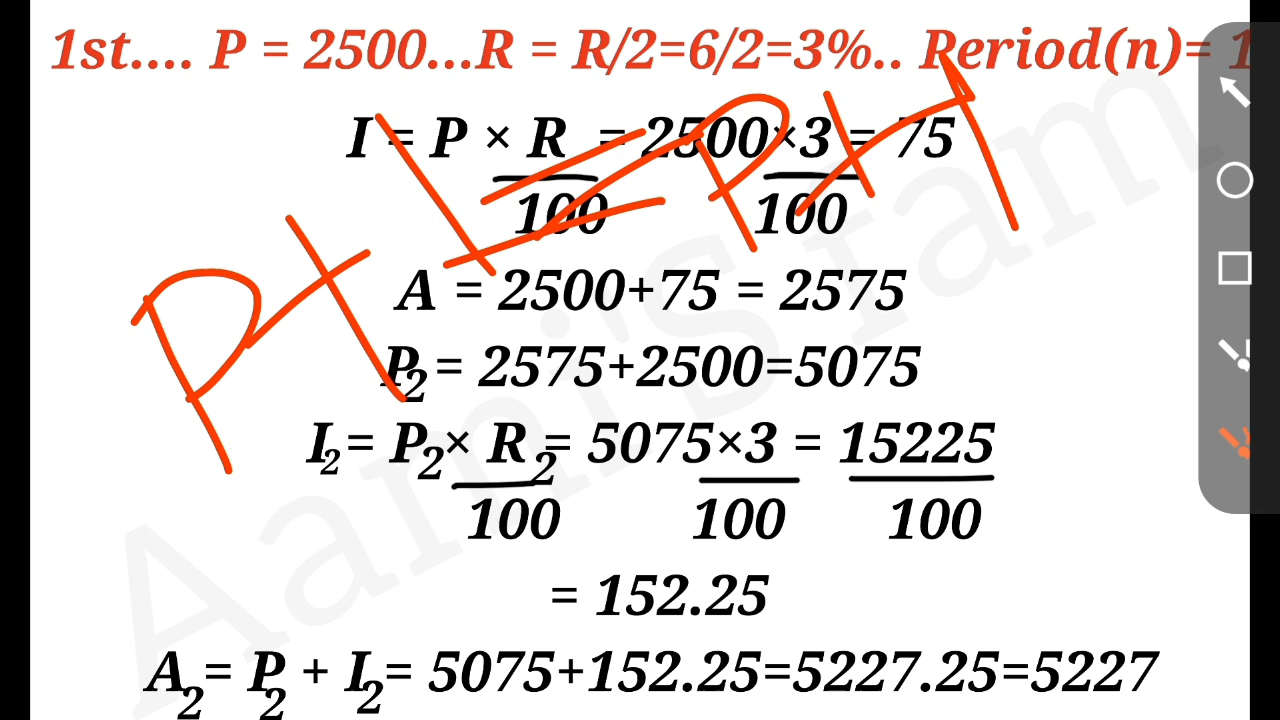 1st.... P = 2500...R = R/2=6/2=3%.. Period(n)= 1
I = P × R = 2500×3 = 75
100 100
A = 2500+75 = 2575
P2 = 2575+2500=5075
I2 = P2 × R2 = 5075×3 = 15225
100 100 100
= 152.25
A2 = P2 + I2 = 5075+152.25=5227.25=5227
Aami's fam